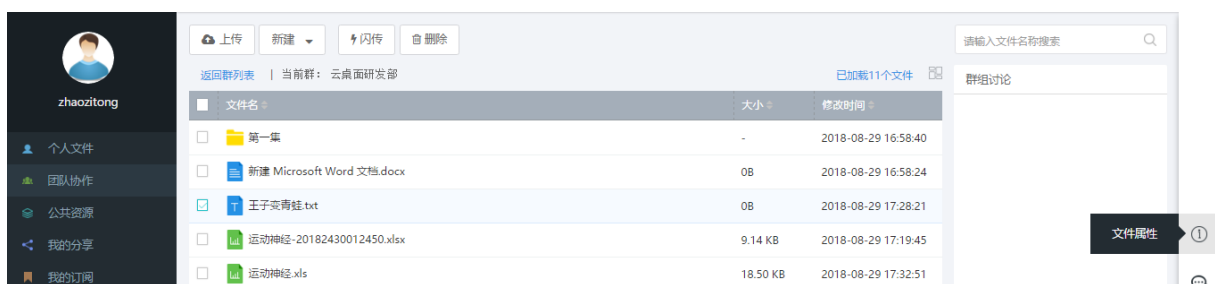 上传 新建 闪传 删除 请输入文件名称搜索
返回群列表 | 当前群： 云桌面研发部 已加载11个文件 群组讨论
zhaozitong
文件名 大小 修改时间
第一集 - 2018-08-29 16:58:40
个人文件
新建 Microsoft Word 文档.docx 0B 2018-08-29 16:58:24
团队协作
王子变青蛙.txt 0B 2018-08-29 17:28:21
公共资源
文件属性
运动神经-20182430012450.xlsx 9.14 KB 2018-08-29 17:19:45
我的分享
运动神经.xls 18.50 KB 2018-08-29 17:32:51
我的订阅